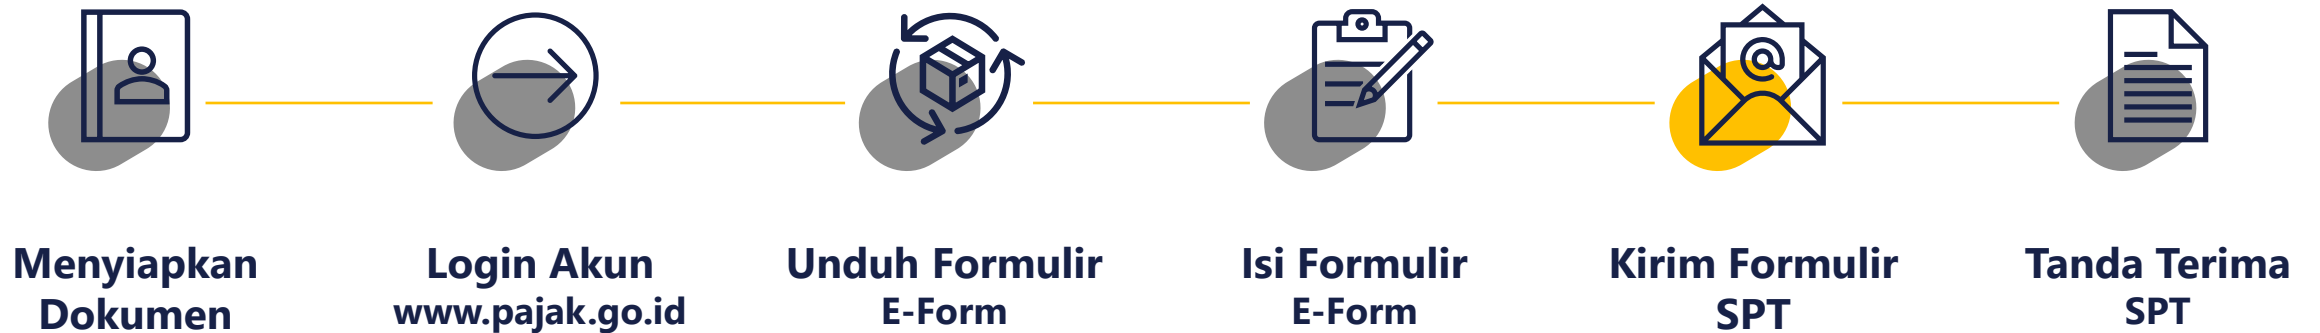 Menyiapkan
Dokumen
Login Akun
www.pajak.go.id
Unduh Formulir
E-Form
Isi Formulir
E-Form
Kirim Formulir
SPT
Tanda Terima
SPT